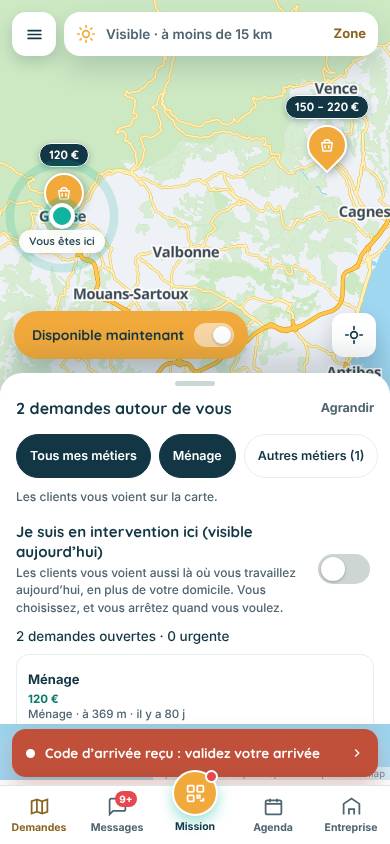 Visible · à moins de 15 km
Zone
Vence
150 – 220 €
120 €
Cagnes
Vous êtes ici
Valbonne
Mouans-Sartoux
Disponible maintenant
2 demandes autour de vous
Agrandir
Tous mes métiers
Ménage
Autres métiers (1)
Les clients vous voient sur la carte.
Je suis en intervention ici (visible
aujourd’hui)
Les clients vous voient aussi là où vous travaillez
aujourd’hui, en plus de votre domicile. Vous
choisissez, et vous arrêtez quand vous voulez.
2 demandes ouvertes · 0 urgente
Ménage
120 €
Ménage · à 369 m · il y a 80 j
Code d’arrivée reçu : validez votre arrivée
9+
Demandes
Messages
Mission
Agenda
Entreprise